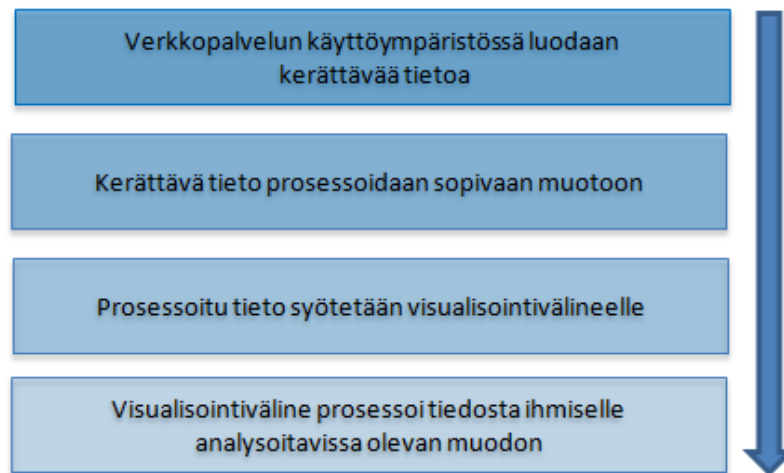 Verkkopalvelun käyttöympäristössä luodaan
kerättävää tietoa
Kerättävä tieto prosessoidaan sopivaan muotoon
Prosessoitu tieto syötetään visualisointivälineelle
Visualisointiväline prosessoi tiedosta ihmiselle
analysoitavissa olevan muodon